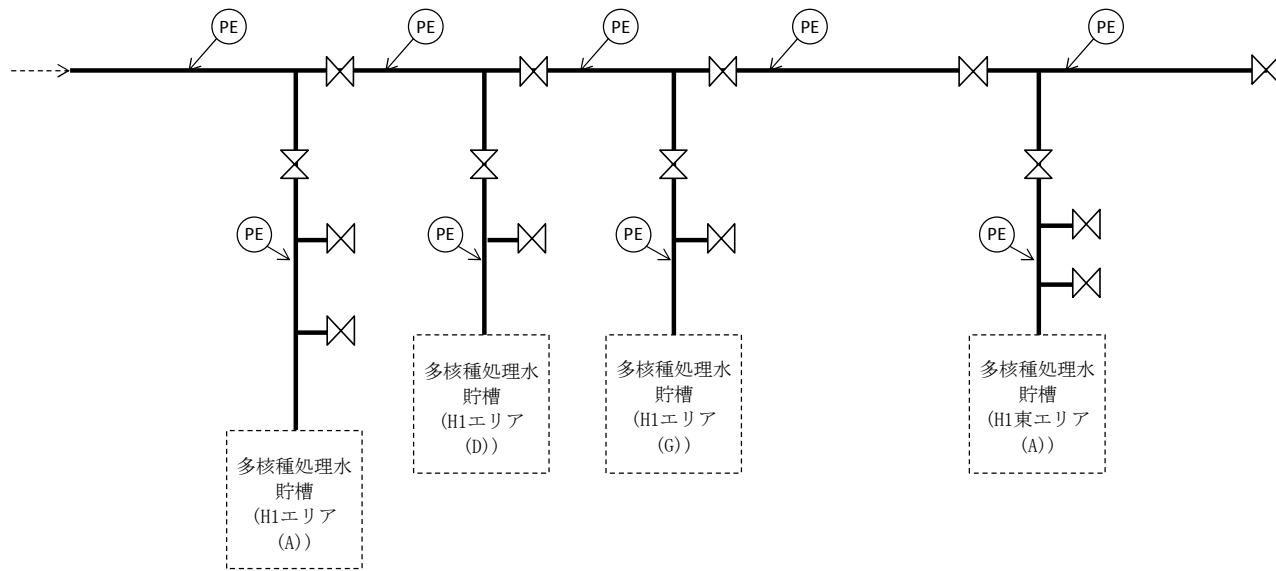 PE
PE
PE
PE
PE
PE
PE
PE
PE
多核種処理水
貯槽
(H1エリア
(A))
多核種処理水
貯槽
(H1エリア
(D))
多核種処理水
貯槽
(H1エリア
(G))
多核種処理水
貯槽
(H1東エリア
(A))